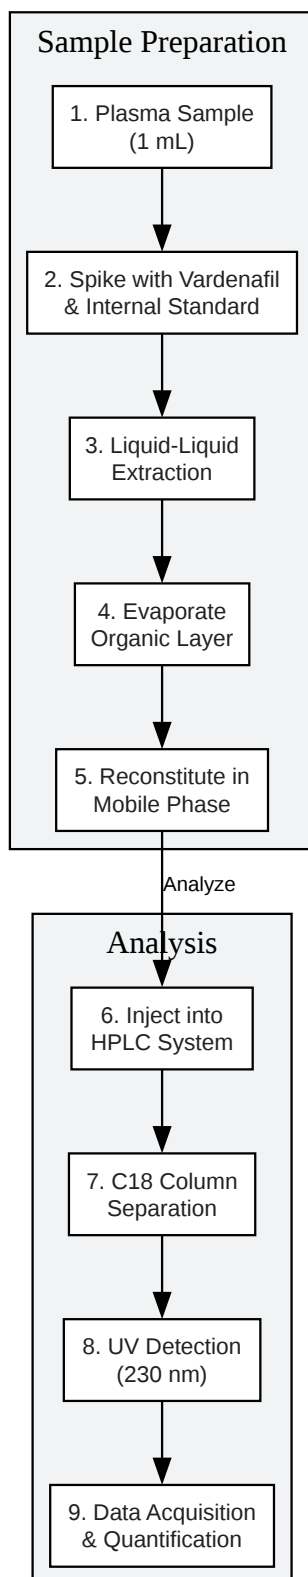 Sample Preparation
1. Plasma Sample
(1 mL)
2. Spike with Vardenafil
& Internal Standard
3. Liquid-Liquid
Extraction
4. Evaporate
Organic Layer
5. Reconstitute in
Mobile Phase
Analyze
Analysis
6. Inject into
HPLC System
7. C18 Column
Separation
8. UV Detection
(230 nm)
9. Data Acquisition
& Quantification